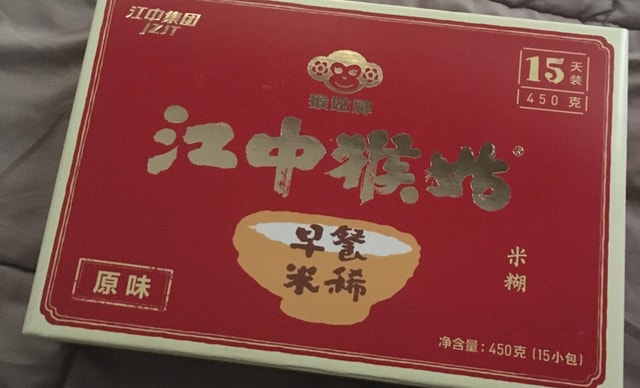 江中集团
JZJT
猴姑牌
15天装
450克
江中猴姑®
早餐
米稀
米糊
原味
净含量：450克(15小包)